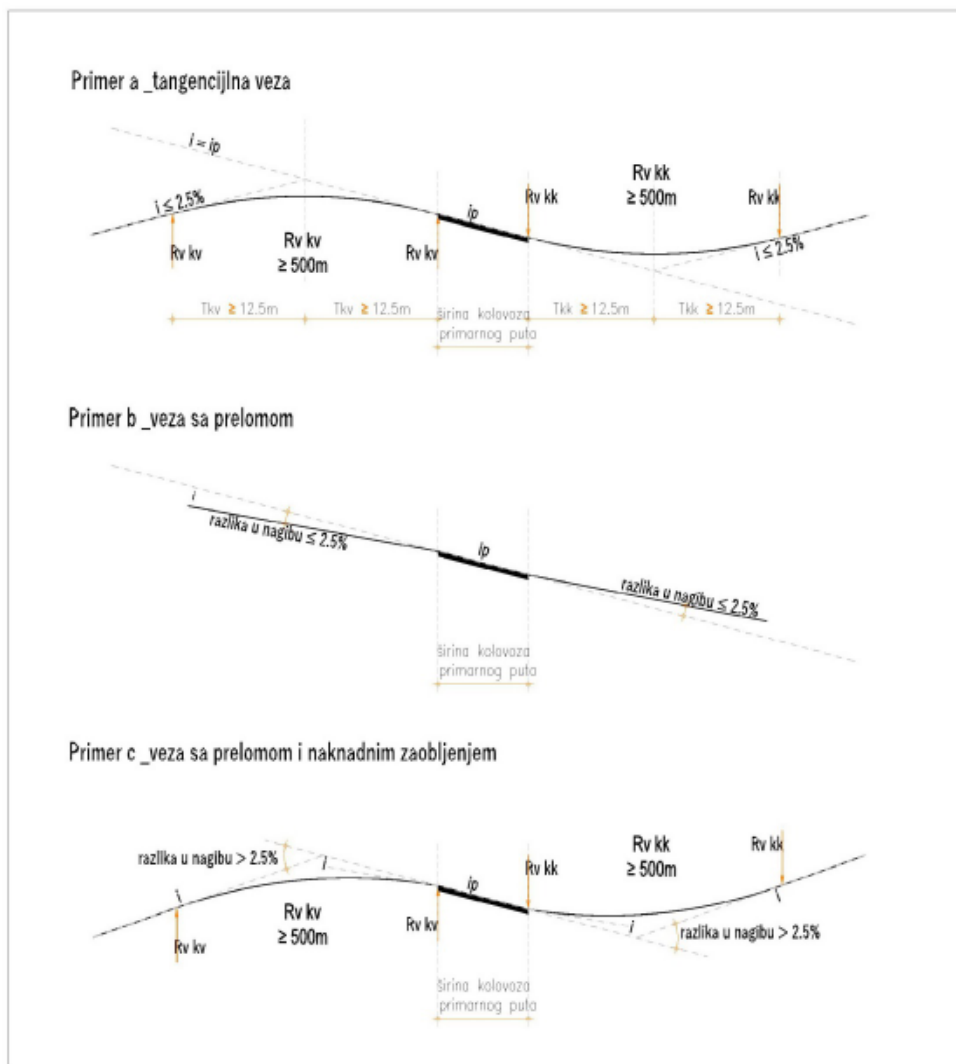 Primer a _tangencijlna veza
i = ip
Rv kk
≥ 500m
Rv kk
Rv kk
i ≤ 2.5%
ip
Rv kv
Rv kv
≥ 500m
Rv kv
i ≤ 2.5%
Tkv ≥ 12.5m
Tkv ≥ 12.5m
širina kolovoza
primarnog puta
Tkk ≥ 12.5m
Tkk ≥ 12.5m
Primer b _veza sa prelomom
i
razlika u nagibu ≤ 2.5%
ip
razlika u nagibu ≤ 2.5%
širina kolovoza
primarnog puta
Primer c _veza sa prelomom i naknadnim zaobljenjem
razlika u nagibu > 2.5%
i
Rv kk
≥ 500m
Rv kk
Rv kk
ip
i
i
Rv kv
Rv kv
≥ 500m
Rv kv
i
razlika u nagibu > 2.5%
širina kolovoza
primarnog puta